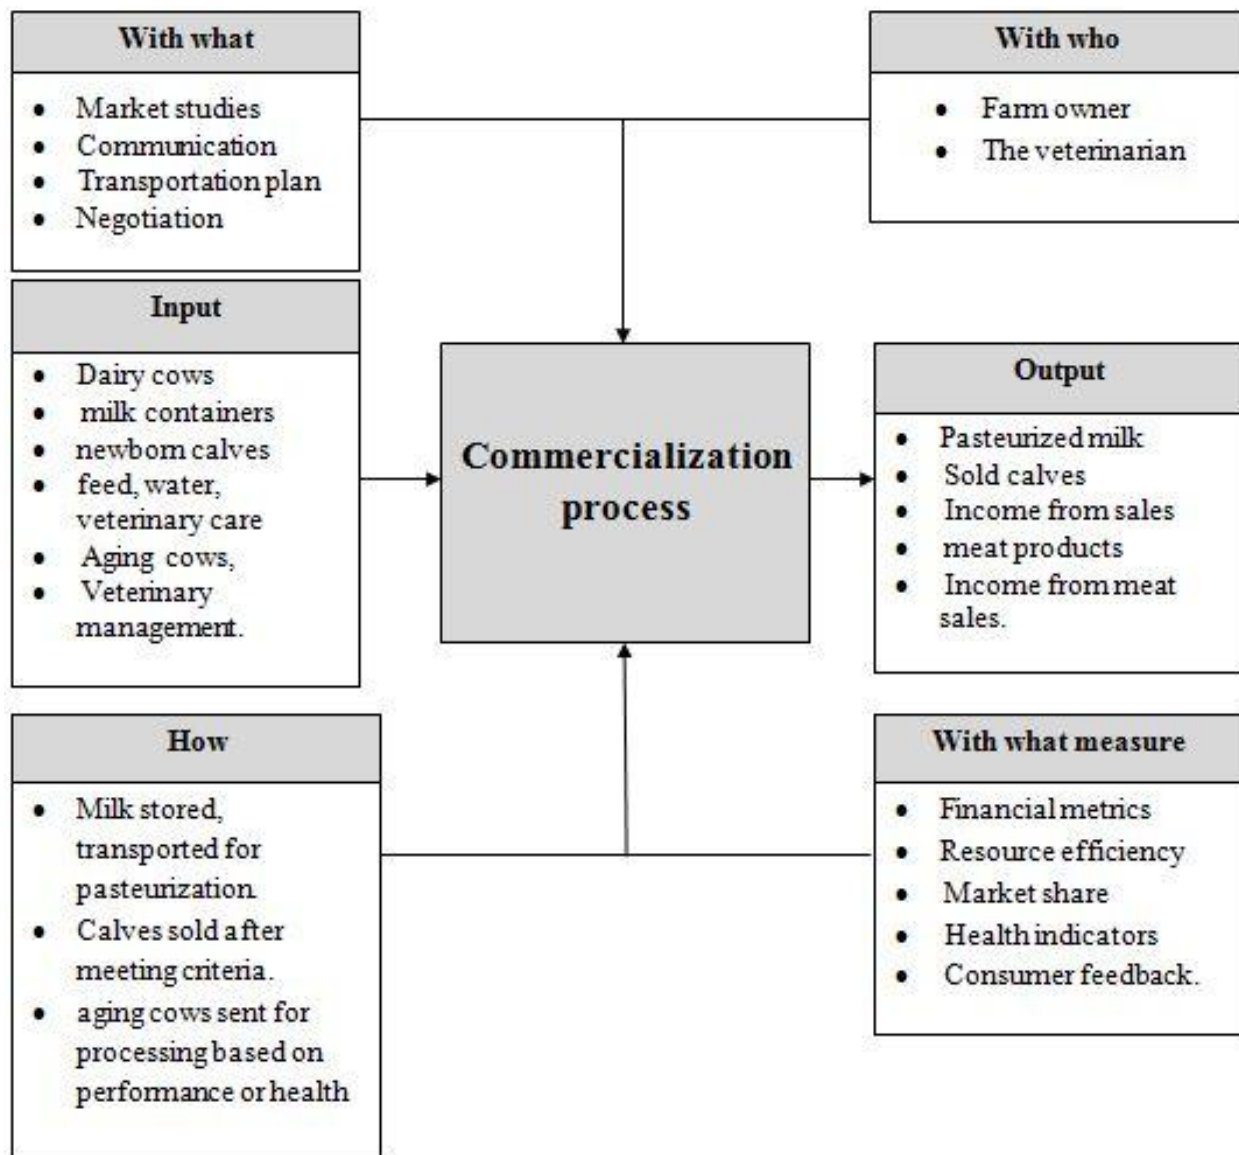 With what
Market studies
Communication
Transportation plan
Negotiation
With who
Farm owner
The veterinarian
Input
Dairy cows
milk containers
newborn calves
feed, water,
veterinary care
Aging cows,
Veterinary
management.
Commercialization
process
Output
Pasteurized milk
Sold calves
Income from sales
meat products
Income from meat
sales.
How
Milk stored,
transported for
pasteurization.
Calves sold after
meeting criteria.
aging cows sent for
processing based on
performance or health
With what measure
Financial metrics
Resource efficiency
Market share
Health indicators
Consumer feedback.